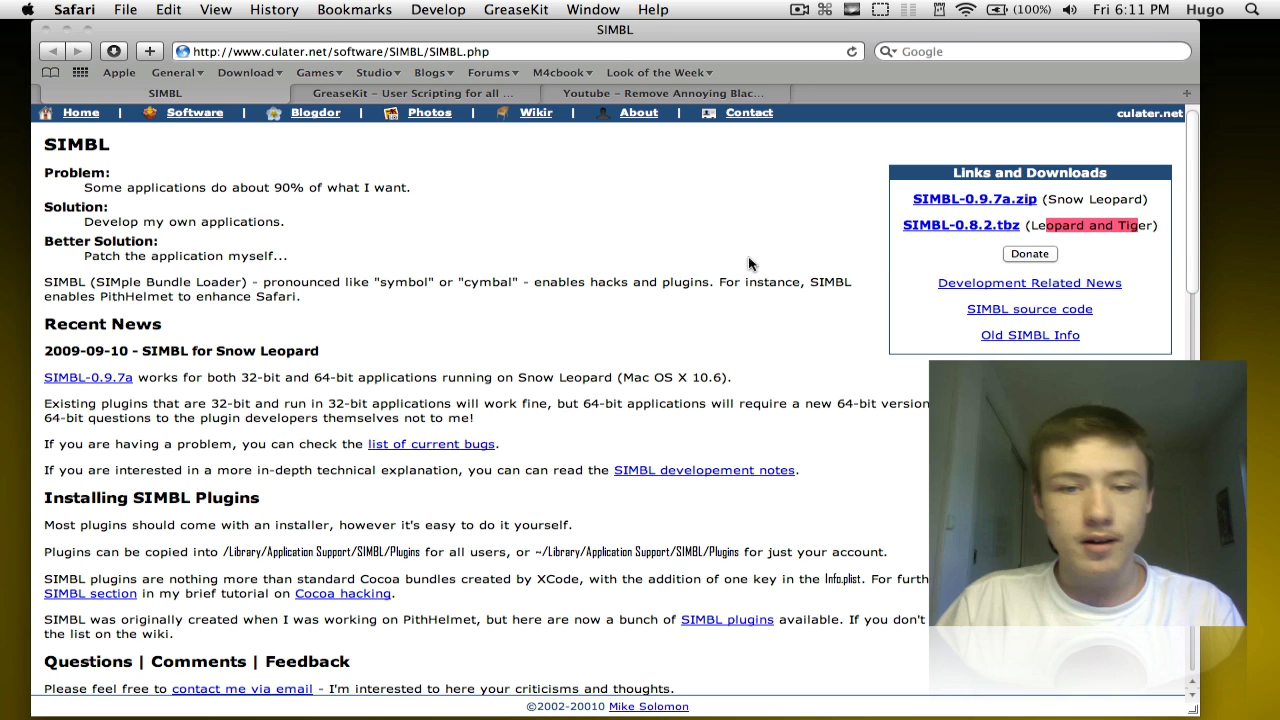 Safari File Edit View History Bookmarks Develop GreaseKit Window Help (100%) Fri 6:11 PM Hugo
SIMBL
http://www.culater.net/software/SIMBL/SIMBL.php Google
Apple General Download Games Studio Blogs Forums M4cbook Look of the Week
SIMBL GreaseKit – User Scripting for all ... Youtube – Remove Annoying Blac...
Home | Software | Blogdor | Photos | Wikir | About | Contact culater.net
SIMBL
Problem:
Some applications do about 90% of what I want.
Solution:
Develop my own applications.
Better Solution:
Patch the application myself...
SIMBL (SIMple Bundle Loader) - pronounced like "symbol" or "cymbal" - enables hacks and plugins. For instance, SIMBL
enables PithHelmet to enhance Safari.
Links and Downloads
SIMBL-0.9.7a.zip (Snow Leopard)
SIMBL-0.8.2.tbz (Leopard and Tiger)
Donate
Development Related News
SIMBL source code
Old SIMBL Info
Recent News
2009-09-10 - SIMBL for Snow Leopard
SIMBL-0.9.7a works for both 32-bit and 64-bit applications running on Snow Leopard (Mac OS X 10.6).
Existing plugins that are 32-bit and run in 32-bit applications will work fine, but 64-bit applications will require a new 64-bit version
64-bit questions to the plugin developers themselves not to me!
If you are having a problem, you can check the list of current bugs.
If you are interested in a more in-depth technical explanation, you can can read the SIMBL developement notes.
Installing SIMBL Plugins
Most plugins should come with an installer, however it's easy to do it yourself.
Plugins can be copied into /Library/Application Support/SIMBL/Plugins for all users, or ~/Library/Application Support/SIMBL/Plugins for just your account.
SIMBL plugins are nothing more than standard Cocoa bundles created by XCode, with the addition of one key in the Info.plist. For furth
SIMBL section in my brief tutorial on Cocoa hacking.
SIMBL was originally created when I was working on PithHelmet, but here are now a bunch of SIMBL plugins available. If you don't
the list on the wiki.
Questions | Comments | Feedback
Please feel free to contact me via email - I'm interested to here your criticisms and thoughts.
©2002-20010 Mike Solomon